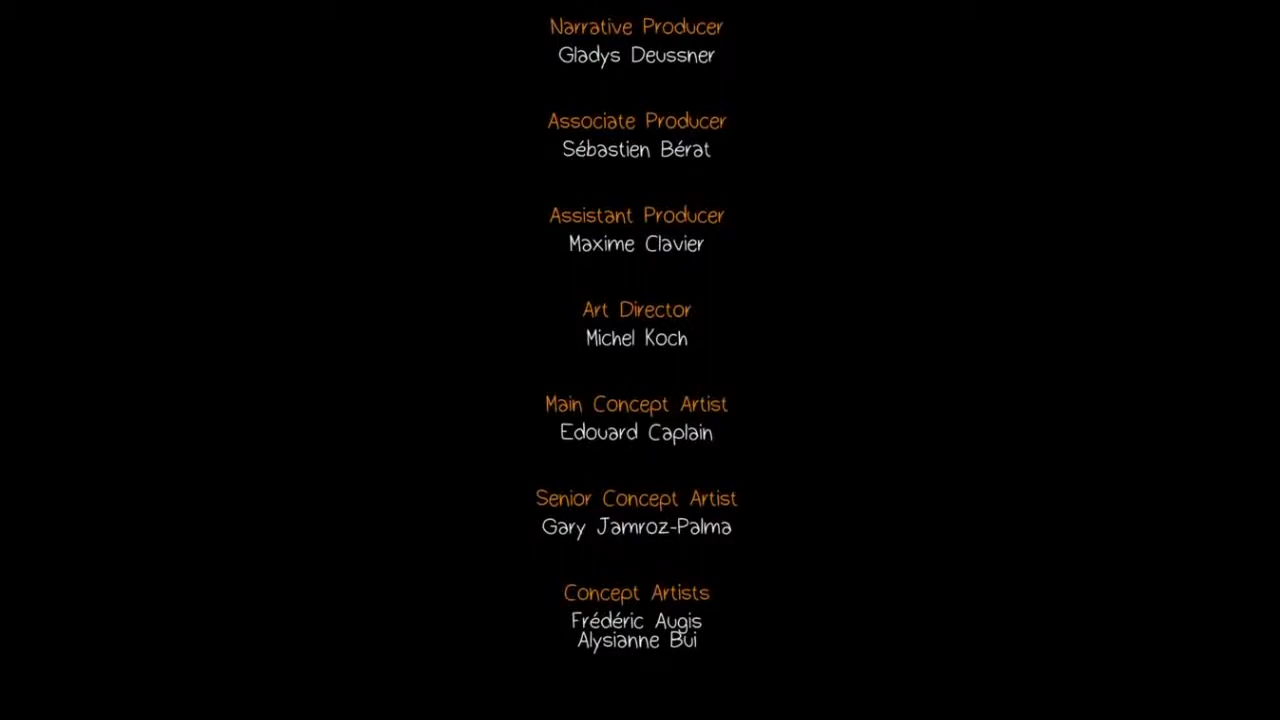 Narrative Producer
Gladys Deussner
Associate Producer
Sébastien Bérat
Assistant Producer
Maxime Clavier
Art Director
Michel Koch
Main Concept Artist
Edouard Caplain
Senior Concept Artist
Gary Jamroz-Palma
Concept Artists
Frédéric Augis
Alysianne Bui